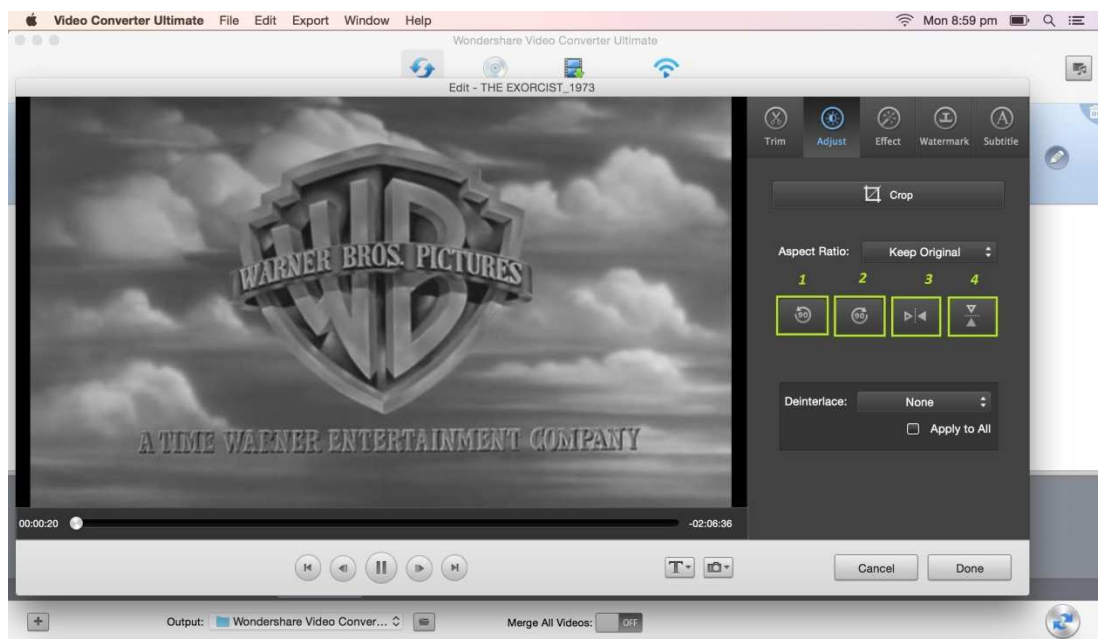 Video Converter Ultimate File Edit Export Window Help Mon 8:59 pm
Wondershare Video Converter Ultimate
Edit - THE EXORCIST_1973
Trim Adjust Effect Watermark Subtitle
Crop
Aspect Ratio: Keep Original
1 2 3 4
90 90
WARNER BROS. PICTURES
WB
Deinterlace: None
Apply to All
A TIME WARNER ENTERTAINMENT COMPANY
00:00:20 -02:06:36
T
Cancel Done
Output: Wondershare Video Conver... Merge All Videos: OFF